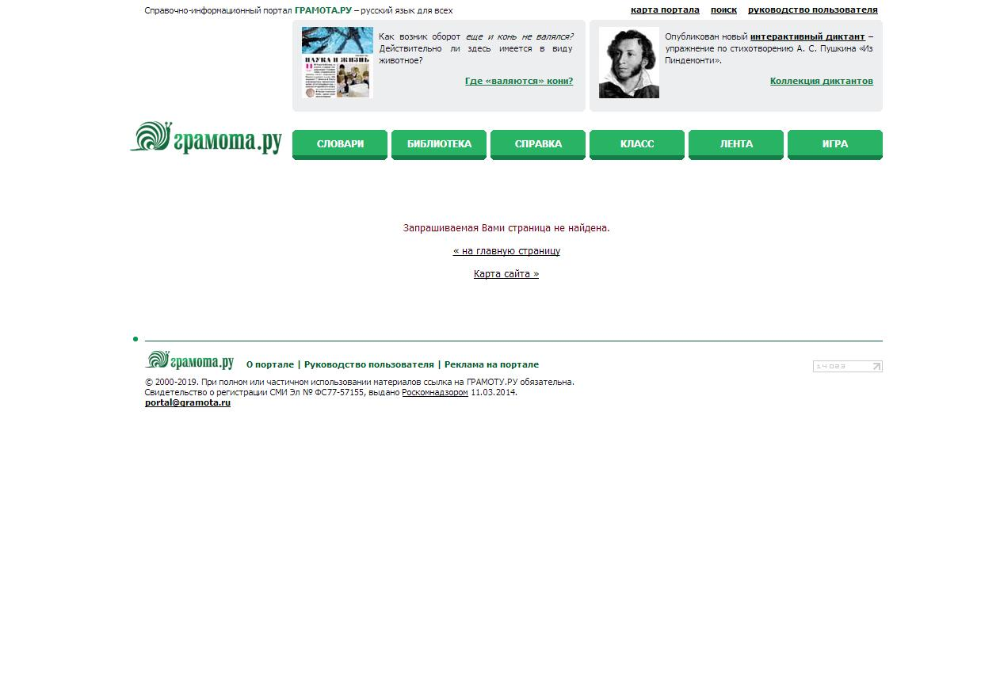 Справочно-информационный портал ГРАМОТА.РУ – русский язык для всех
карта портала поиск руководство пользователя
НАУКА И ЖИЗНЬ
Как возник оборот еще и конь не валялся?
Действительно ли здесь имеется в виду
животное?
Где «валяются» кони?
Опубликован новый интерактивный диктант –
упражнение по стихотворению А. С. Пушкина «Из
Пиндемонти».
Коллекция диктантов
грамота.ру
СЛОВАРИ
БИБЛИОТЕКА
СПРАВКА
КЛАСС
ЛЕНТА
ИГРА
Запрашиваемая Вами страница не найдена.
« на главную страницу
Карта сайта »
грамота.ру
О портале | Руководство пользователя | Реклама на портале
14023
© 2000-2019. При полном или частичном использовании материалов ссылка на ГРАМОТУ.РУ обязательна.
Свидетельство о регистрации СМИ Эл № ФС77-57155, выдано Роскомнадзором 11.03.2014.
portal@gramota.ru